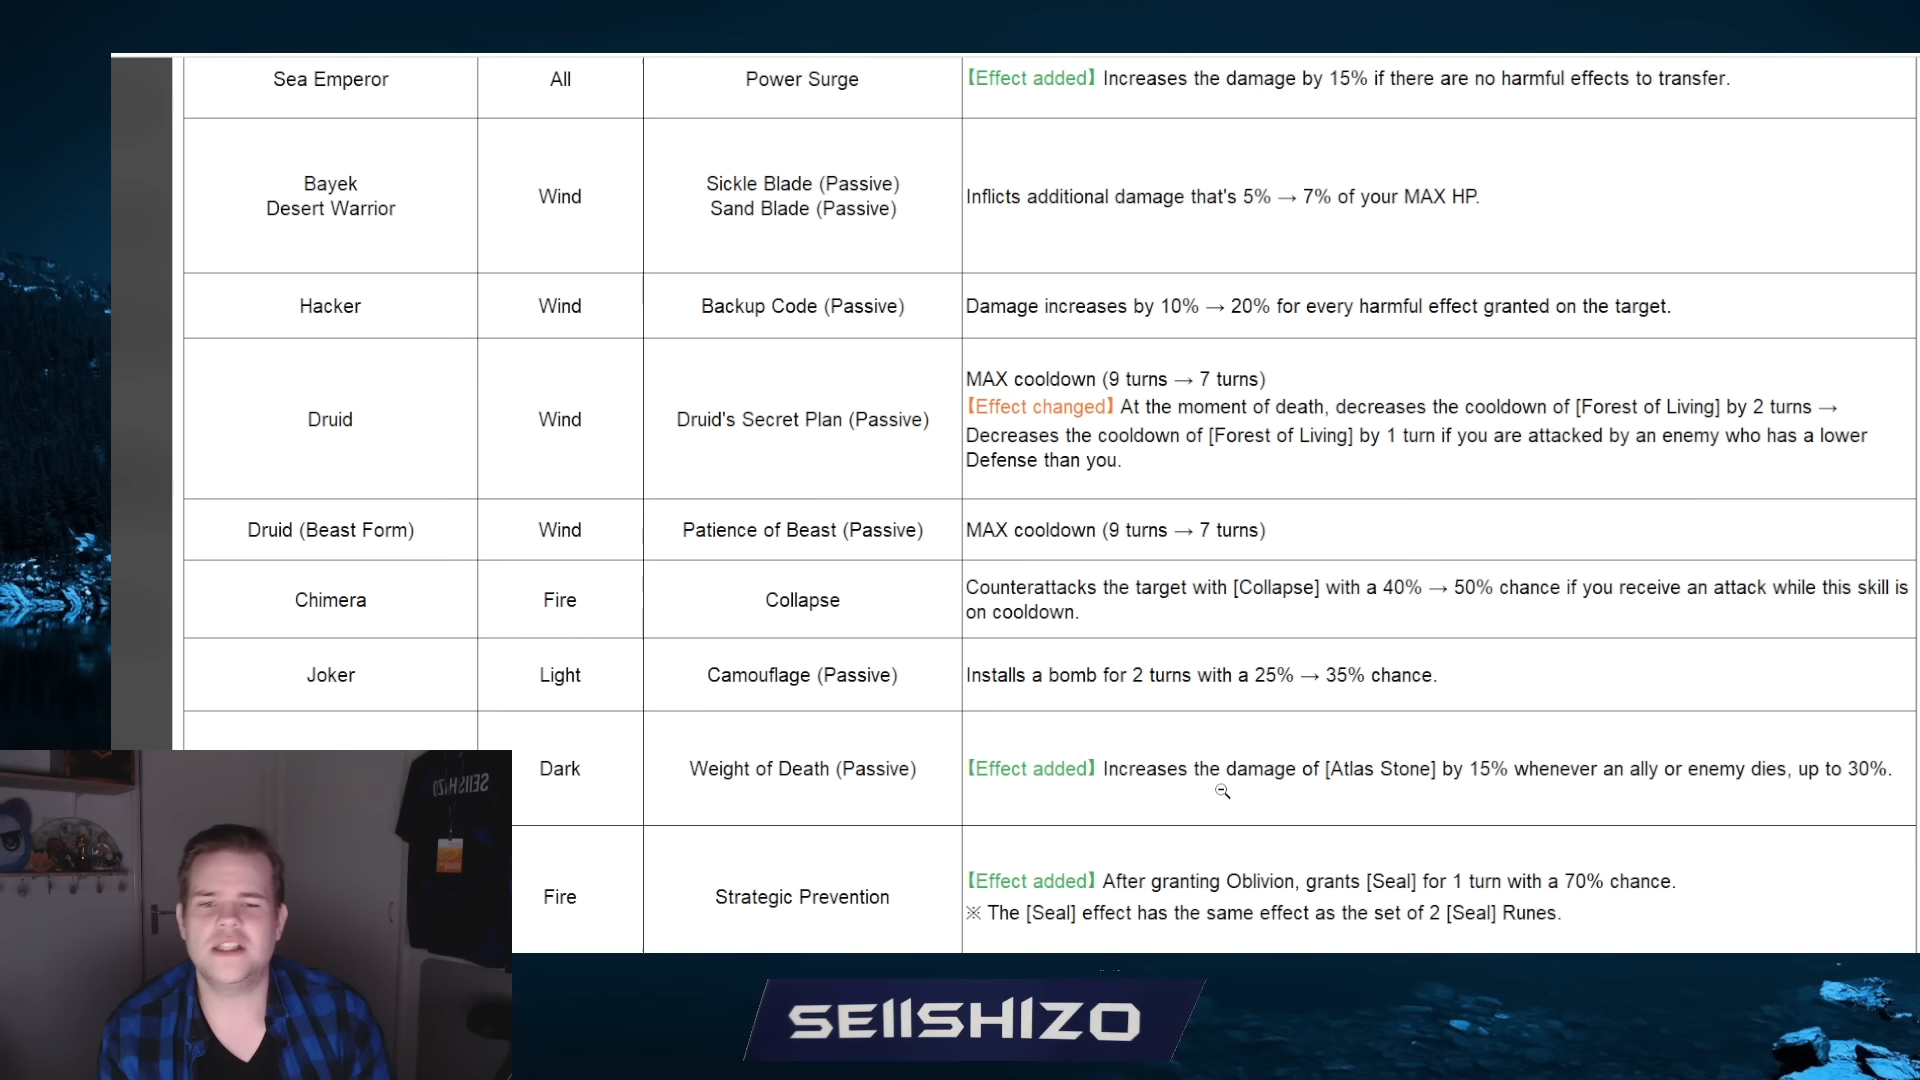 Sea Emperor
All
Power Surge
【Effect added】 Increases the damage by 15% if there are no harmful effects to transfer.
Bayek
Desert Warrior
Wind
Sickle Blade (Passive)
Sand Blade (Passive)
Inflicts additional damage that's 5% → 7% of your MAX HP.
Hacker
Wind
Backup Code (Passive)
Damage increases by 10% → 20% for every harmful effect granted on the target.
Druid
Wind
Druid's Secret Plan (Passive)
MAX cooldown (9 turns → 7 turns)
【Effect changed】 At the moment of death, decreases the cooldown of [Forest of Living] by 2 turns →
Decreases the cooldown of [Forest of Living] by 1 turn if you are attacked by an enemy who has a lower
Defense than you.
Druid (Beast Form)
Wind
Patience of Beast (Passive)
MAX cooldown (9 turns → 7 turns)
Chimera
Fire
Collapse
Counterattacks the target with [Collapse] with a 40% → 50% chance if you receive an attack while this skill is
on cooldown.
Joker
Light
Camouflage (Passive)
Installs a bomb for 2 turns with a 25% → 35% chance.
Dark
Weight of Death (Passive)
【Effect added】 Increases the damage of [Atlas Stone] by 15% whenever an ally or enemy dies, up to 30%.
Fire
Strategic Prevention
【Effect added】 After granting Oblivion, grants [Seal] for 1 turn with a 70% chance.
※ The [Seal] effect has the same effect as the set of 2 [Seal] Runes.
SEIISHIZO
SEIISHIZO